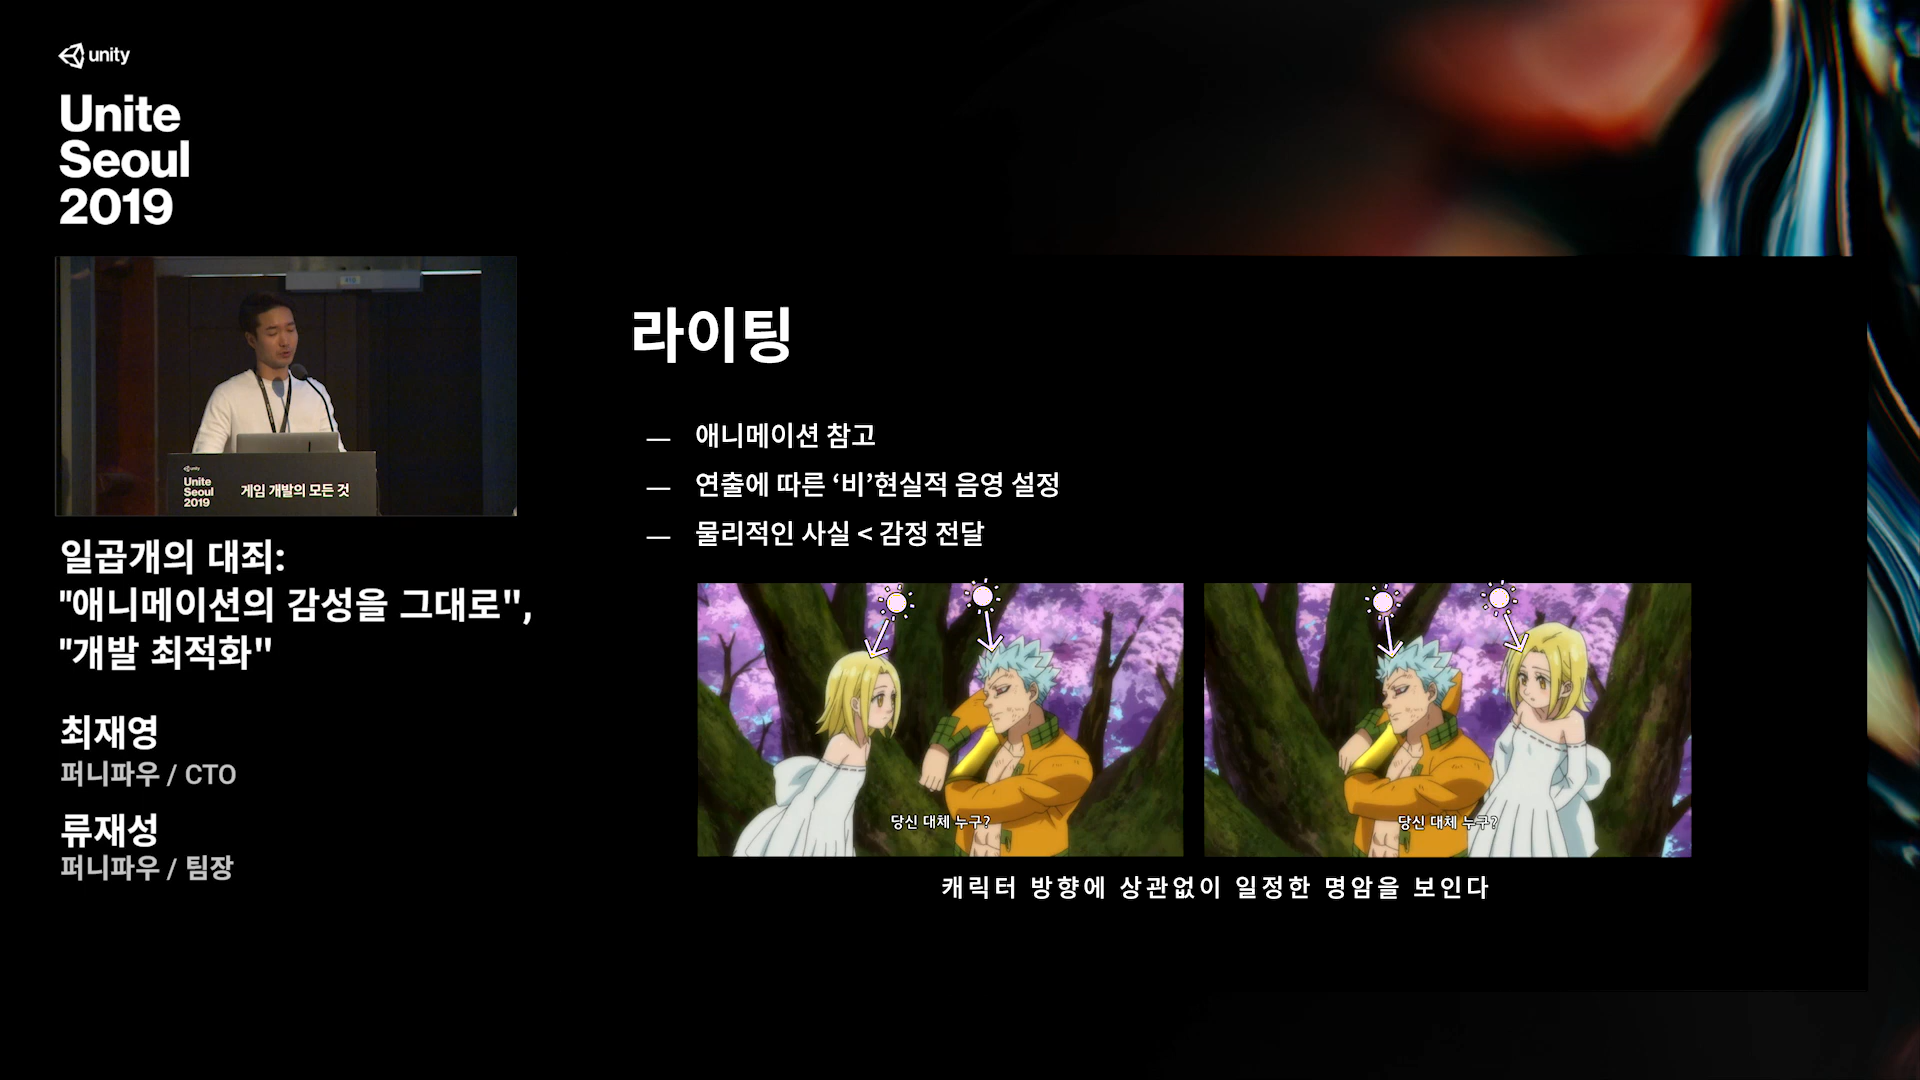 unity
Unite
Seoul
2019
unity
Unite
Seoul
2019
게임 개발의 모든 것
일곱개의 대죄:
"애니메이션의 감성을 그대로",
"개발 최적화"
최재영
퍼니파우 / CTO
류재성
퍼니파우 / 팀장
라이팅
— 애니메이션 참고
— 연출에 따른 ‘비’현실적 음영 설정
— 물리적인 사실 < 감정 전달
당신 대체 누구?
당신 대체 누구?
캐릭터 방향에 상관없이 일정한 명암을 보인다